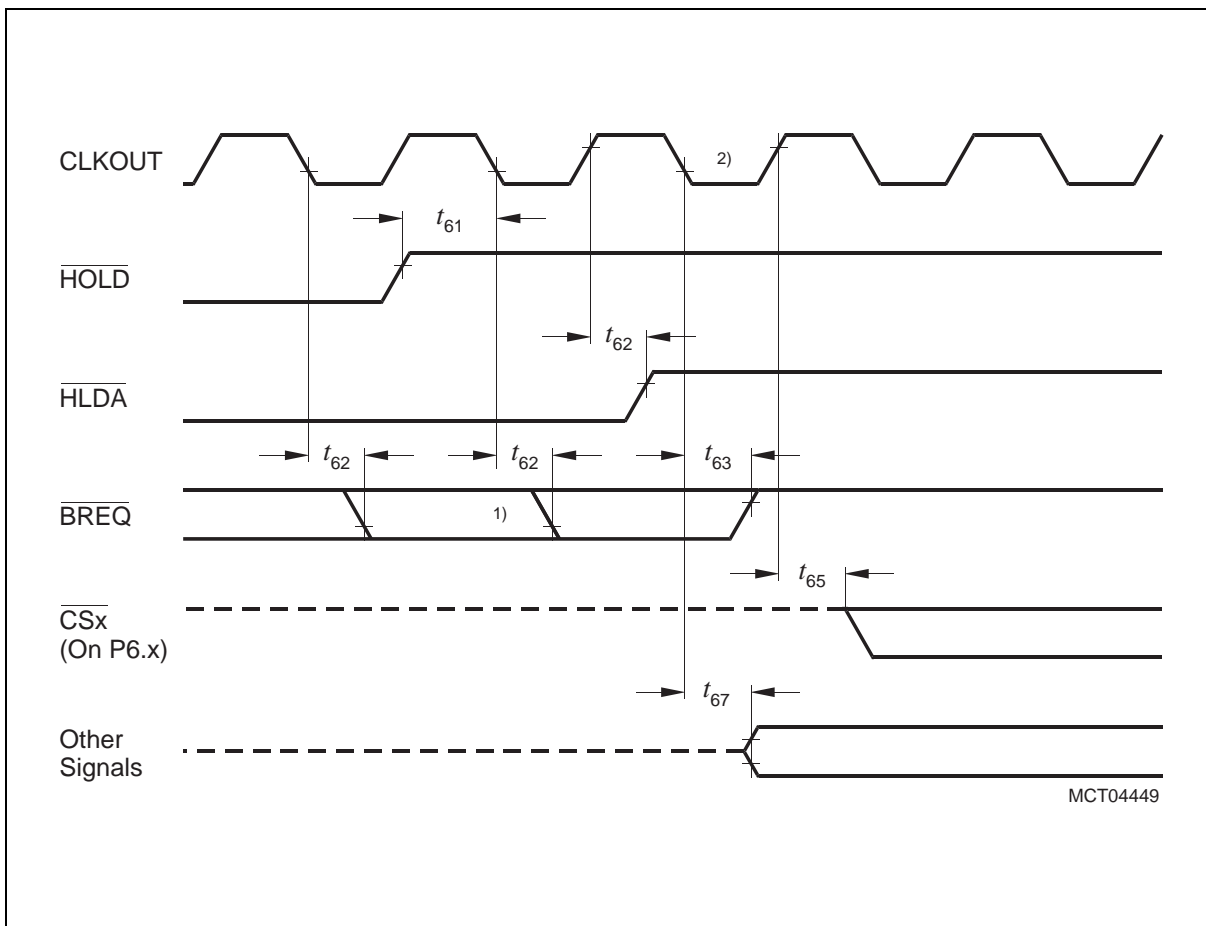 CLKOUT
2)
t61
HOLD
t62
HLDA
t62
t62
t63
BREQ
1)
t65
CSx
(On P6.x)
t67
Other
Signals
MCT04449